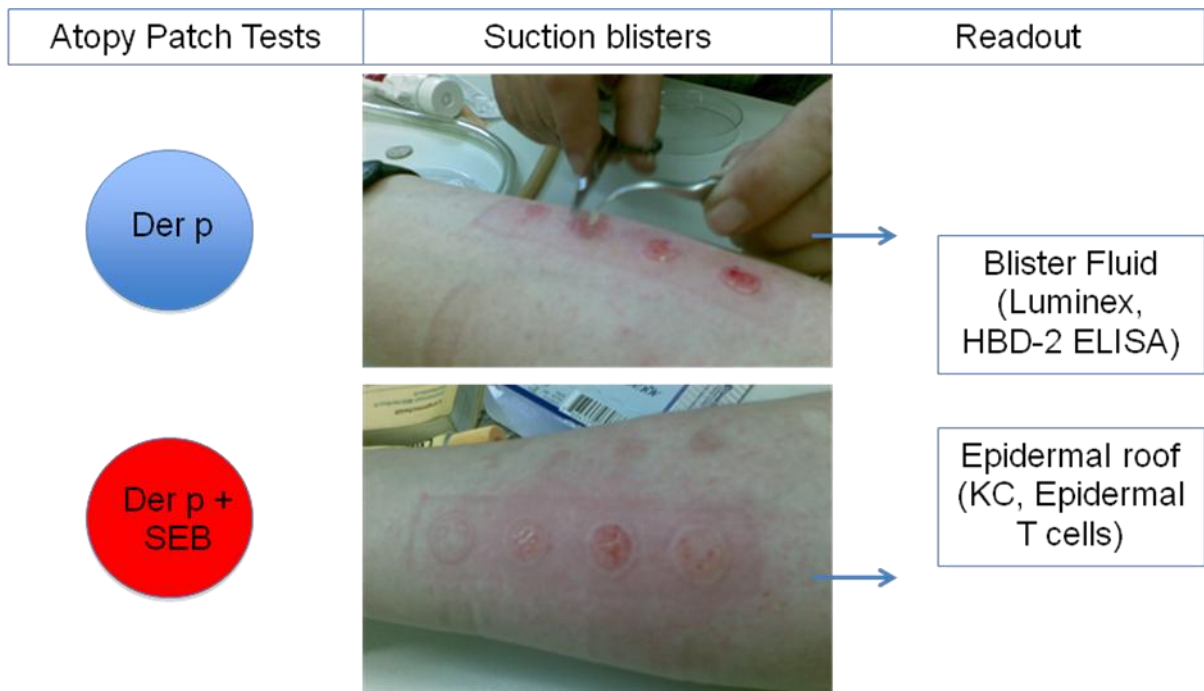 Atopy Patch Tests
Suction blisters
Readout
Der p
Blister Fluid
(Luminex,
HBD-2 ELISA)
Der p +
SEB
Epidermal roof
(KC, Epidermal
T cells)